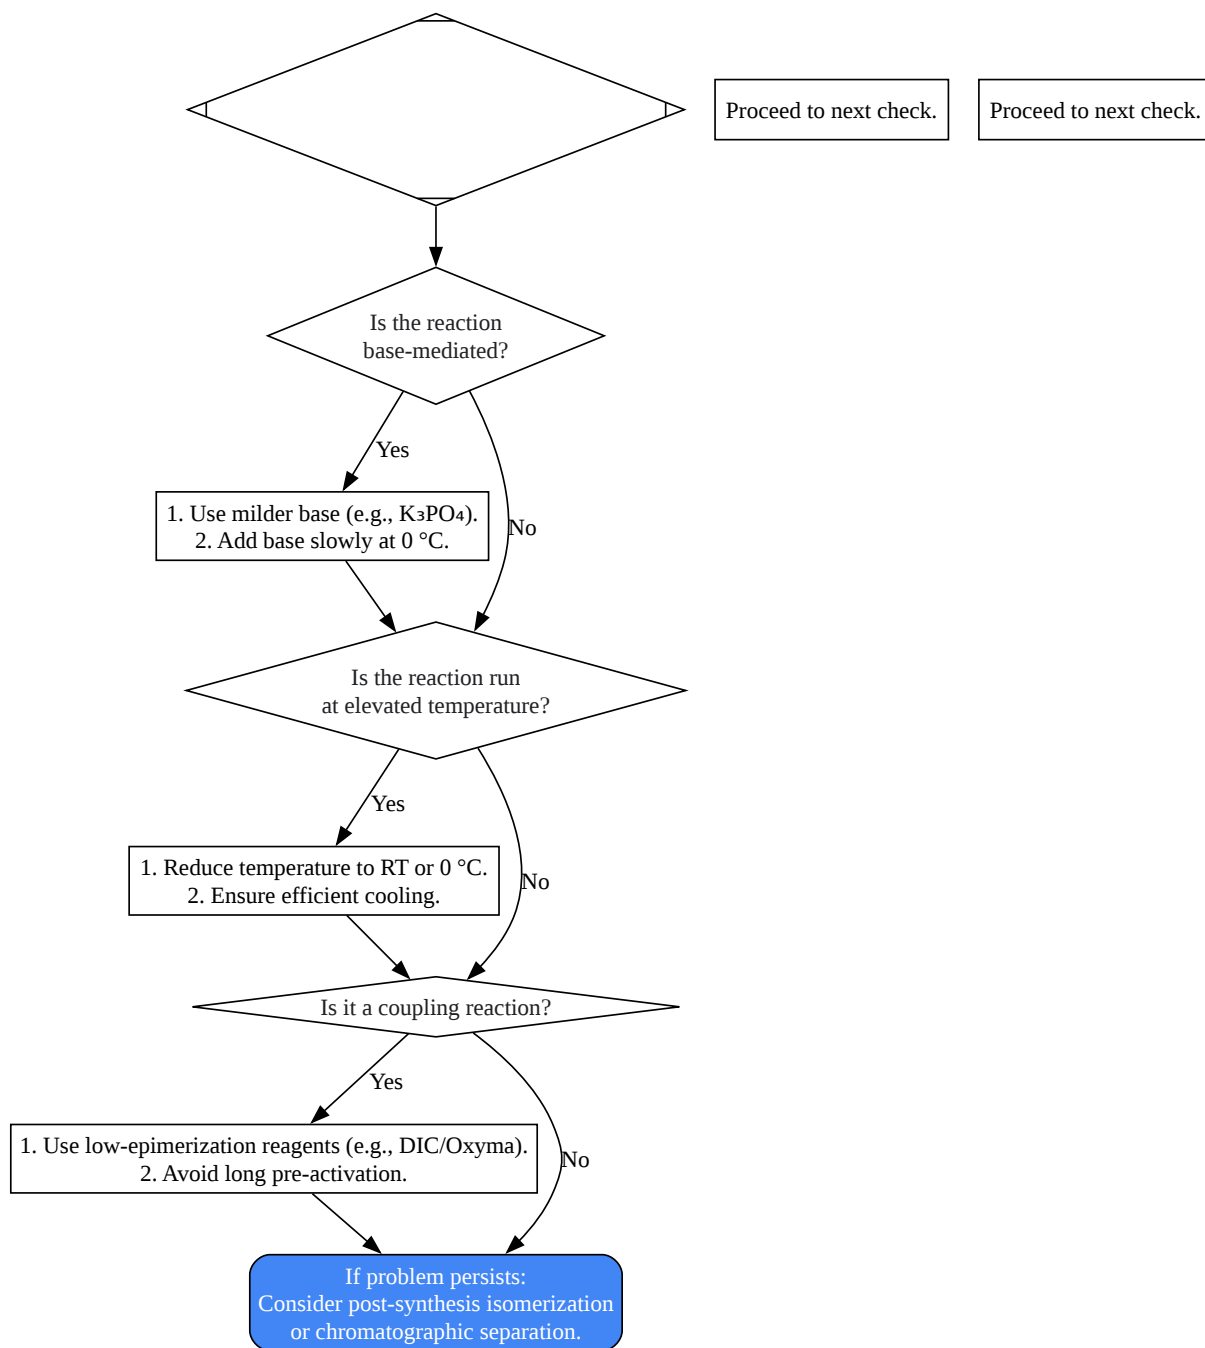 Proceed to next check.
Proceed to next check.
Is the reaction
base-mediated?
Yes
No
1. Use milder base (e.g., K₃PO₄).
2. Add base slowly at 0 °C.
Is the reaction run
at elevated temperature?
Yes
No
1. Reduce temperature to RT or 0 °C.
2. Ensure efficient cooling.
Is it a coupling reaction?
Yes
No
1. Use low-epimerization reagents (e.g., DIC/Oxyma).
2. Avoid long pre-activation.
If problem persists:
Consider post-synthesis isomerization
or chromatographic separation.